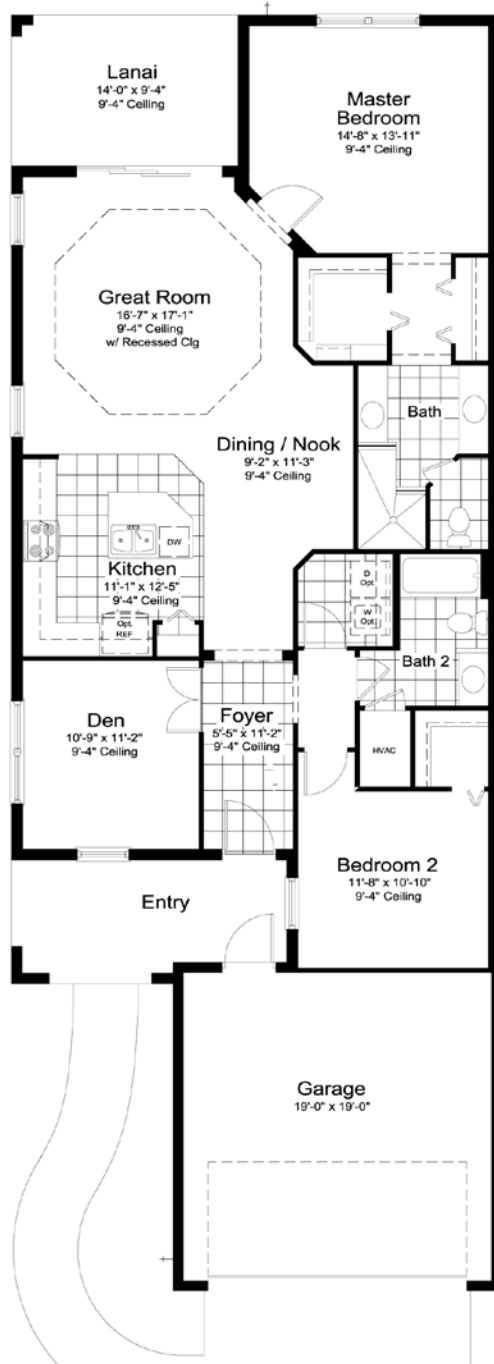 Lanai
14'-0" x 9'-4"
9'-4" Ceiling
Master
Bedroom
14'-8" x 13'-11"
9'-4" Ceiling
Great Room
16'-7" x 17'-1"
9'-4" Ceiling
w/ Recessed Clg
Bath
Dining / Nook
9'-2" x 11'-3"
9'-4" Ceiling
DW
Kitchen
11'-1" x 12'-5"
9'-4" Ceiling
Opt.
REF
D
Opt.
W
Opt.
Bath 2
Den
10'-9" x 11'-2"
9'-4" Ceiling
Foyer
5'-5" x 11'-2"
9'-4" Ceiling
HVAC
Bedroom 2
11'-8" x 10'-10"
9'-4" Ceiling
Entry
Garage
19'-0" x 19'-0"